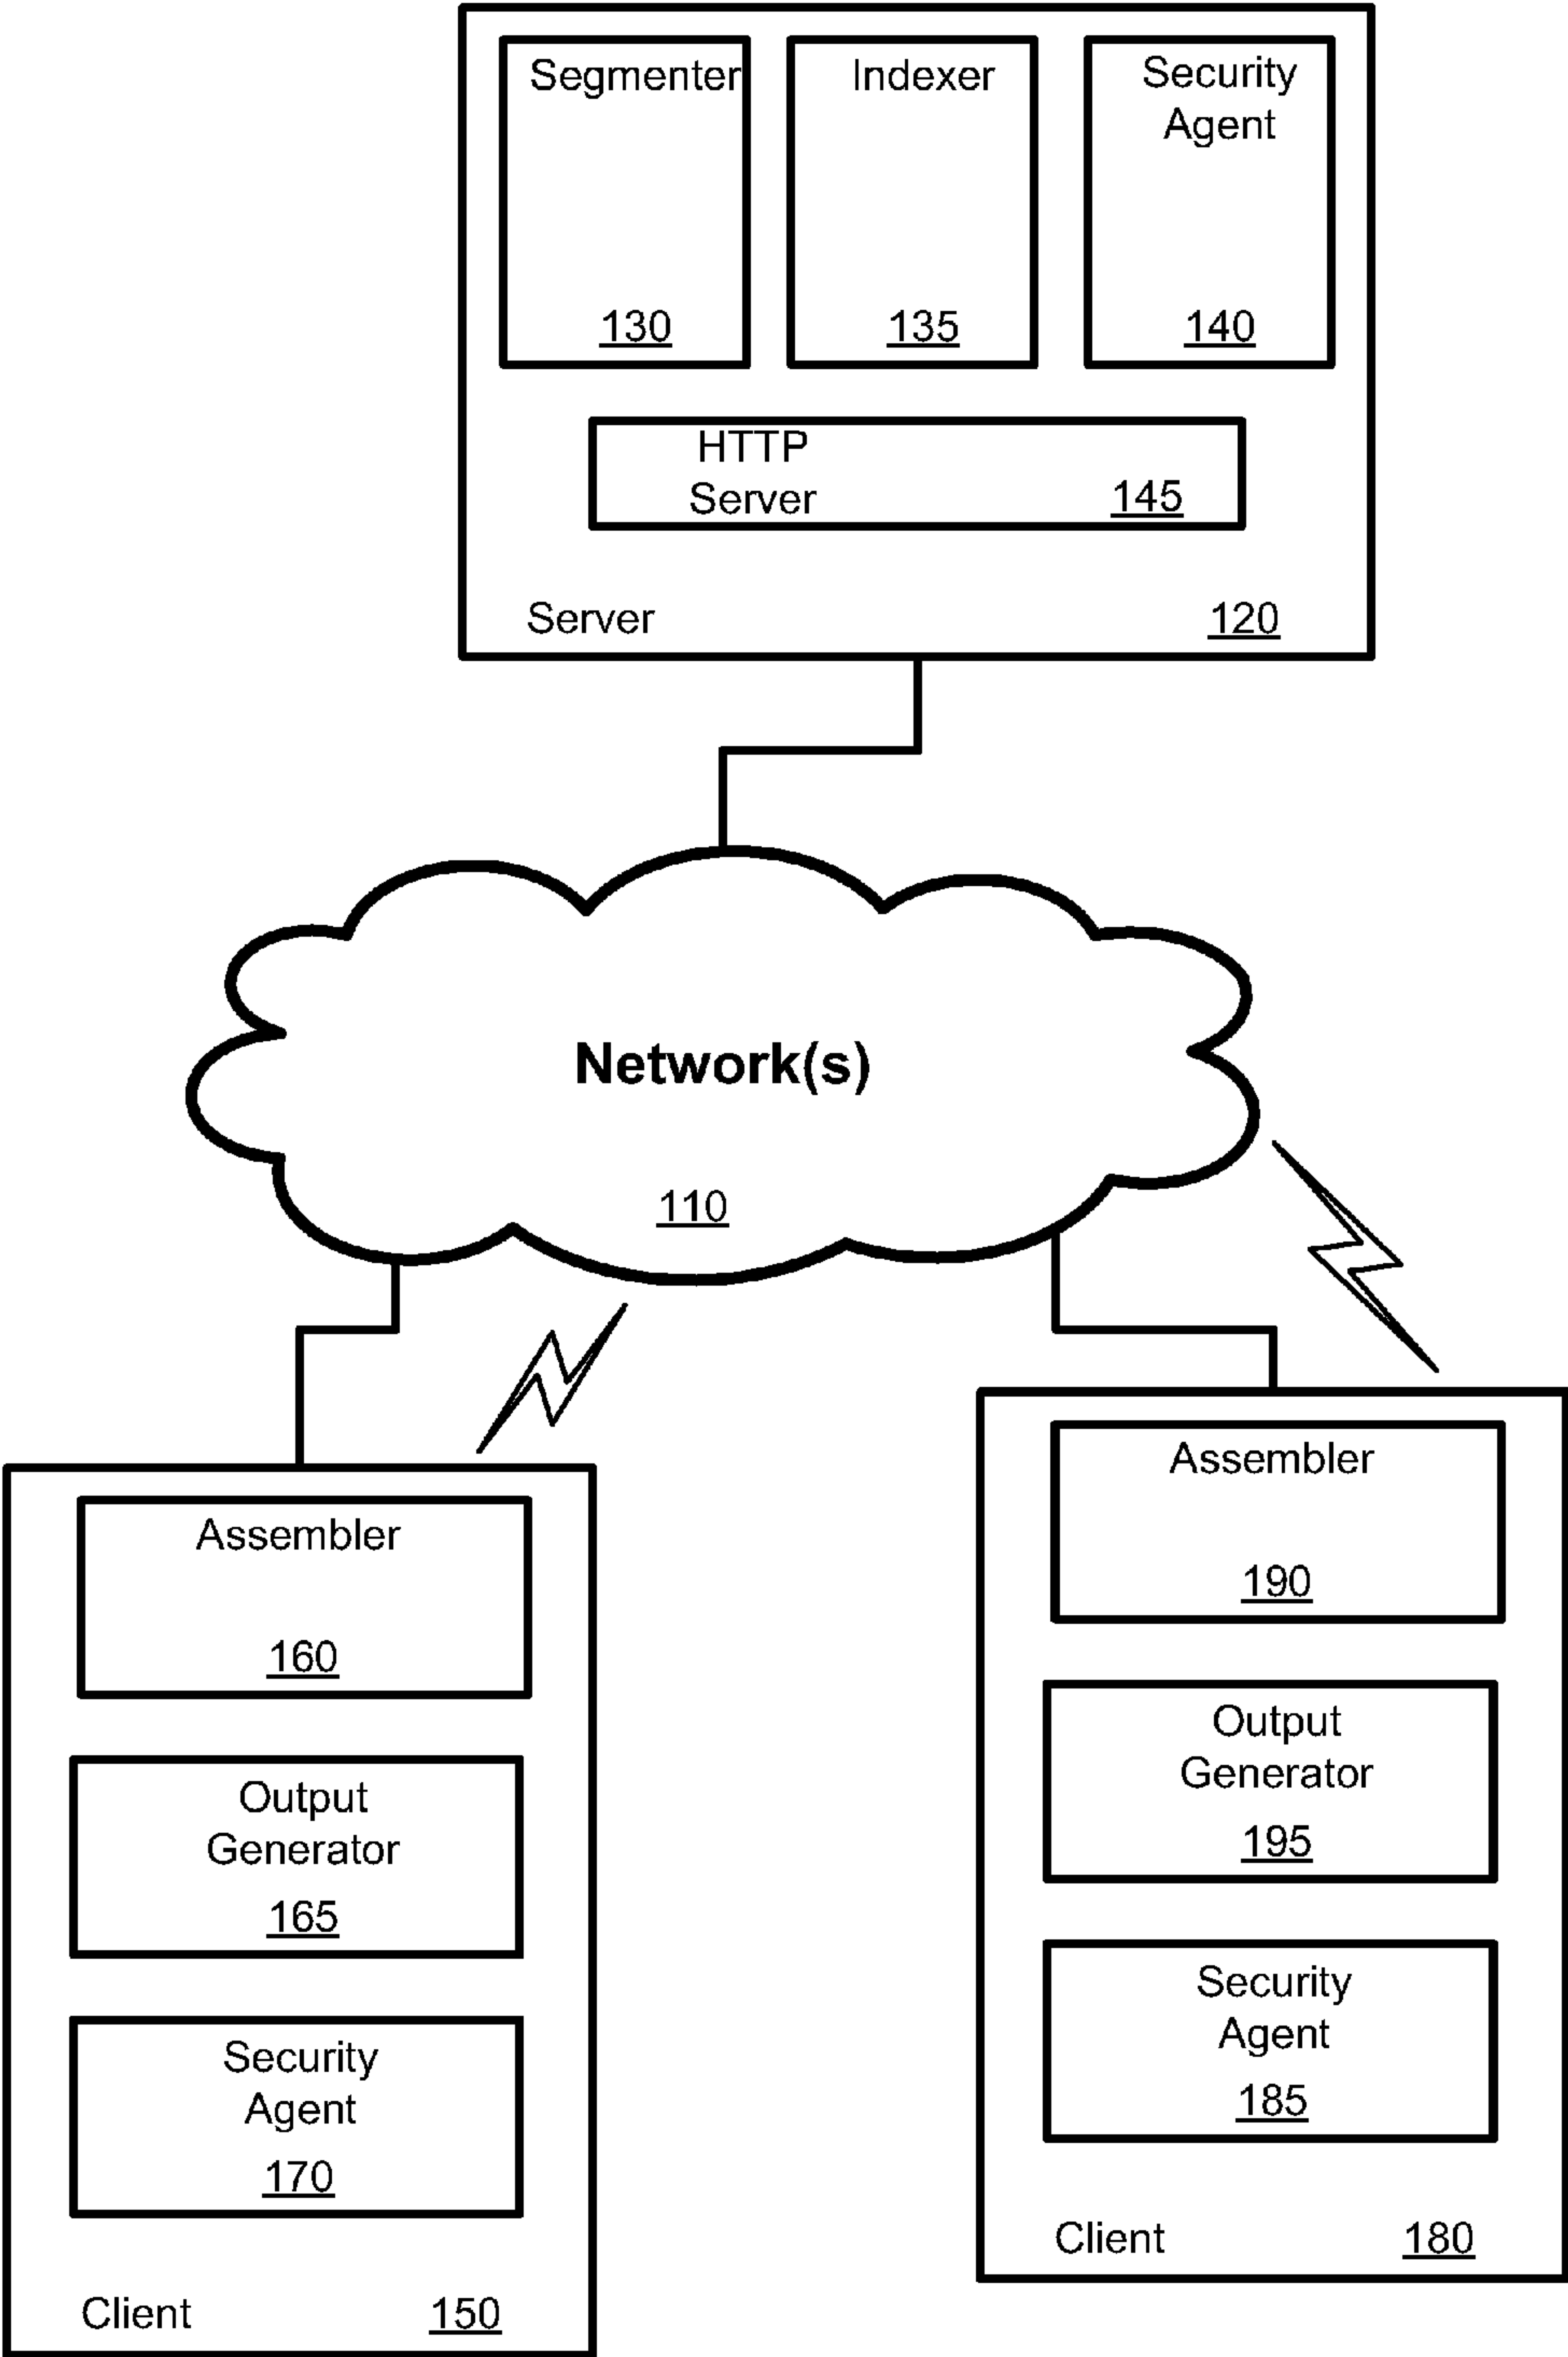 Segmenter
130
Indexer
135
Security
Agent
140
HTTP
Server
145
Server
120
Network(s)
110
Assembler
160
Output
Generator
165
Security
Agent
170
Client
150
Assembler
190
Output
Generator
195
Security
Agent
185
Client
180